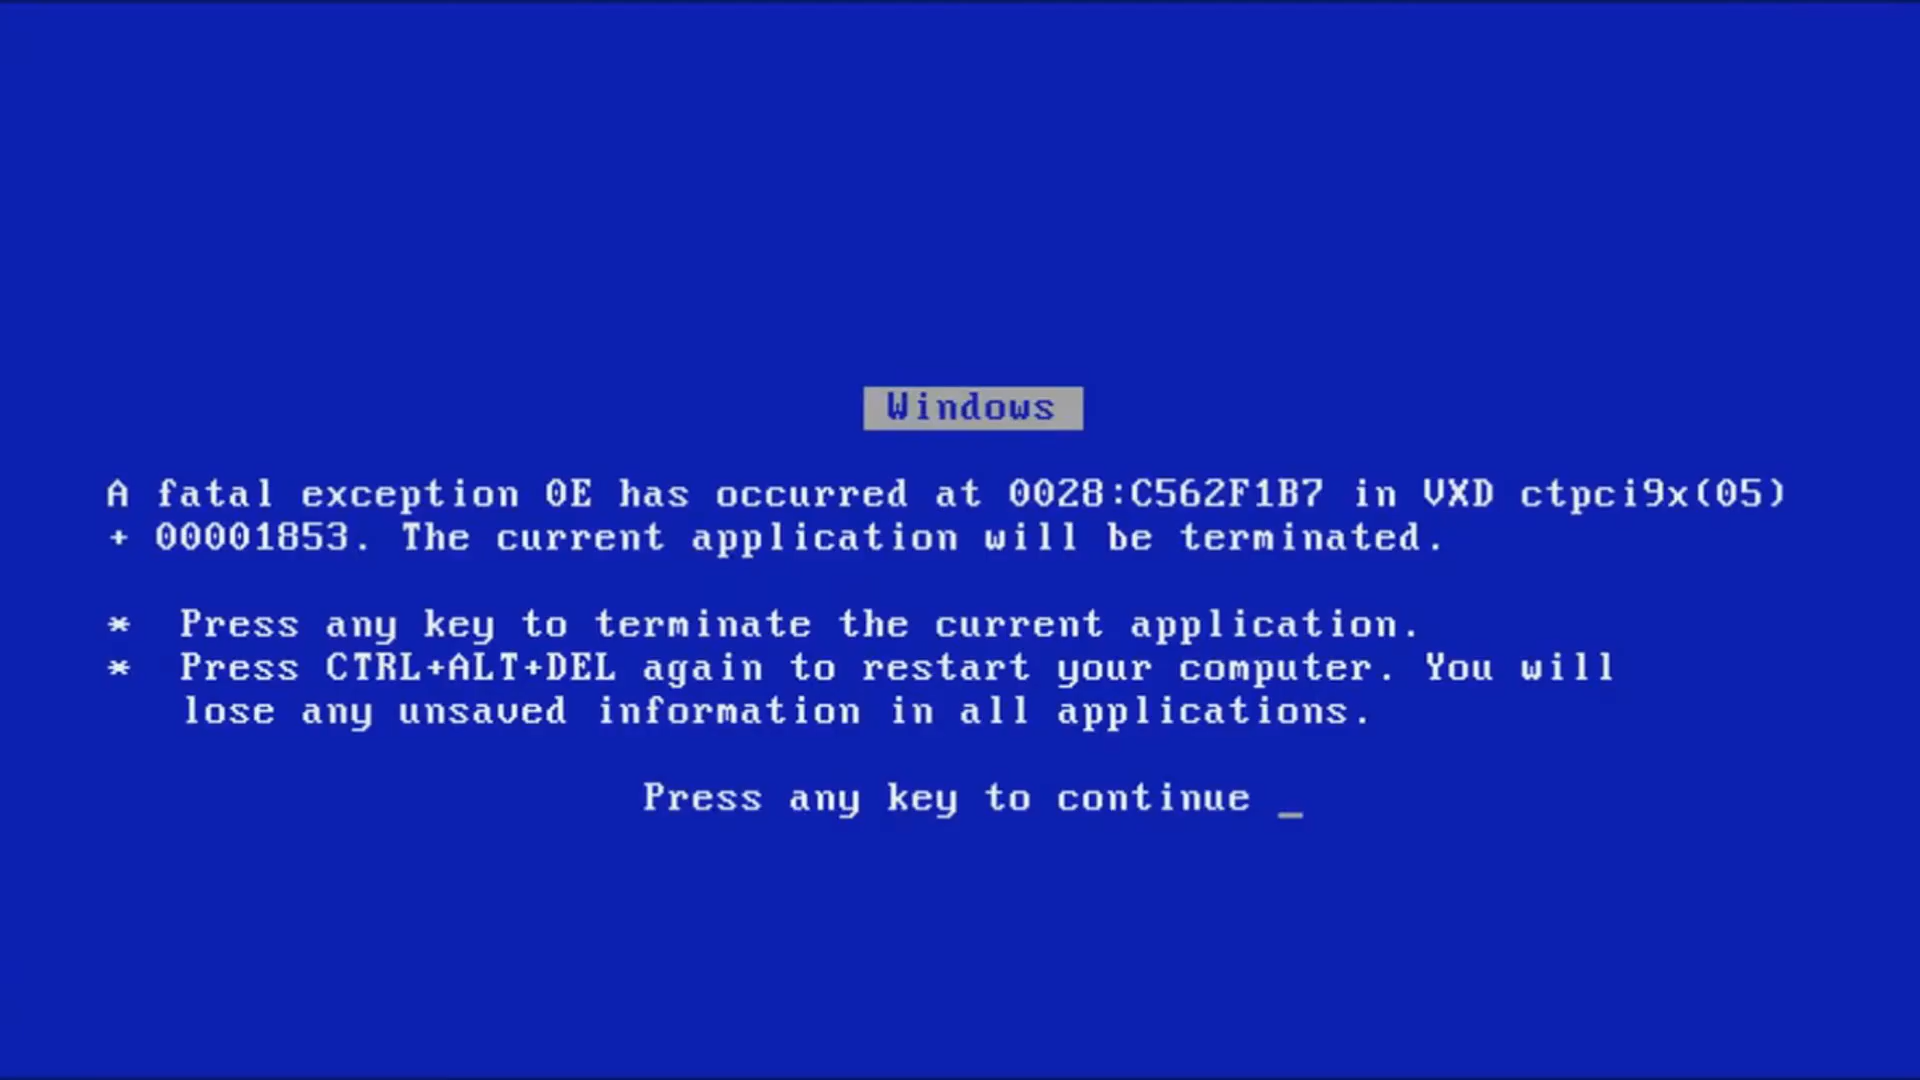 Windows
A fatal exception 0E has occurred at 0028:C562F1B7 in VXD ctpci9x(05)
+ 00001853. The current application will be terminated.
* Press any key to terminate the current application.
* Press CTRL+ALT+DEL again to restart your computer. You will
lose any unsaved information in all applications.
Press any key to continue _